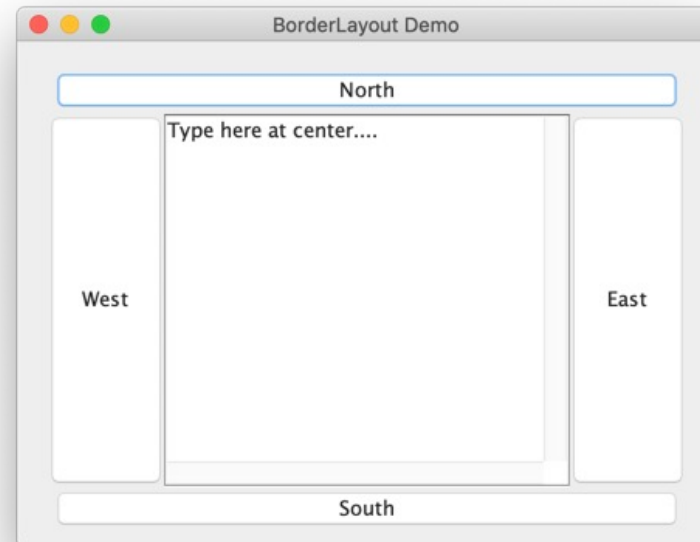 BorderLayout Demo
North
Type here at center....
West
East
South